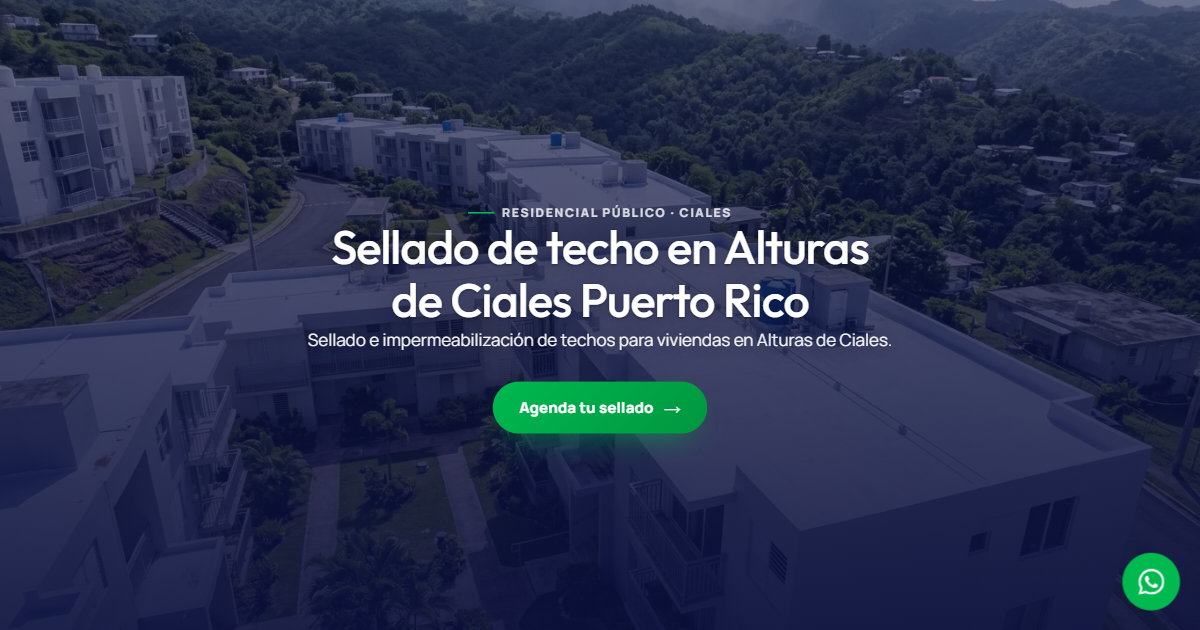 RESIDENCIAL PÚBLICO · CIALES
Sellado de techo en Alturas
de Ciales Puerto Rico
Sellado e impermeabilización de techos para viviendas en Alturas de Ciales.
Agenda tu sellado →